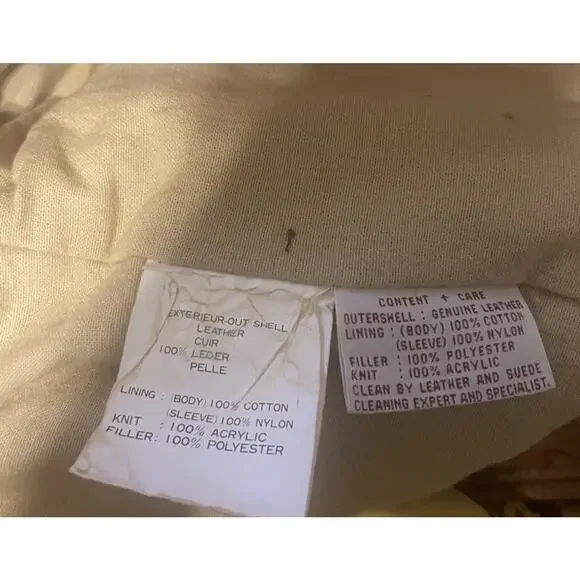 EXTERIEUR-OUT SHELL
LEATHER
CUIR
100% LEDER
PELLE
LINING : (BODY) 100% COTTON
(SLEEVE) 100% NYLON
KNIT : 100% ACRYLIC
FILLER : 100% POLYESTER
CONTENT + CARE
OUTERSHELL : GENUINE LEATHER
LINING : (BODY) 100% COTTON
(SLEEVE) 100% NYLON
FILLER : 100% POLYESTER
KNIT : 100% ACRYLIC
CLEAN BY LEATHER AND SUEDE
CLEANING EXPERT AND SPECIALIST.